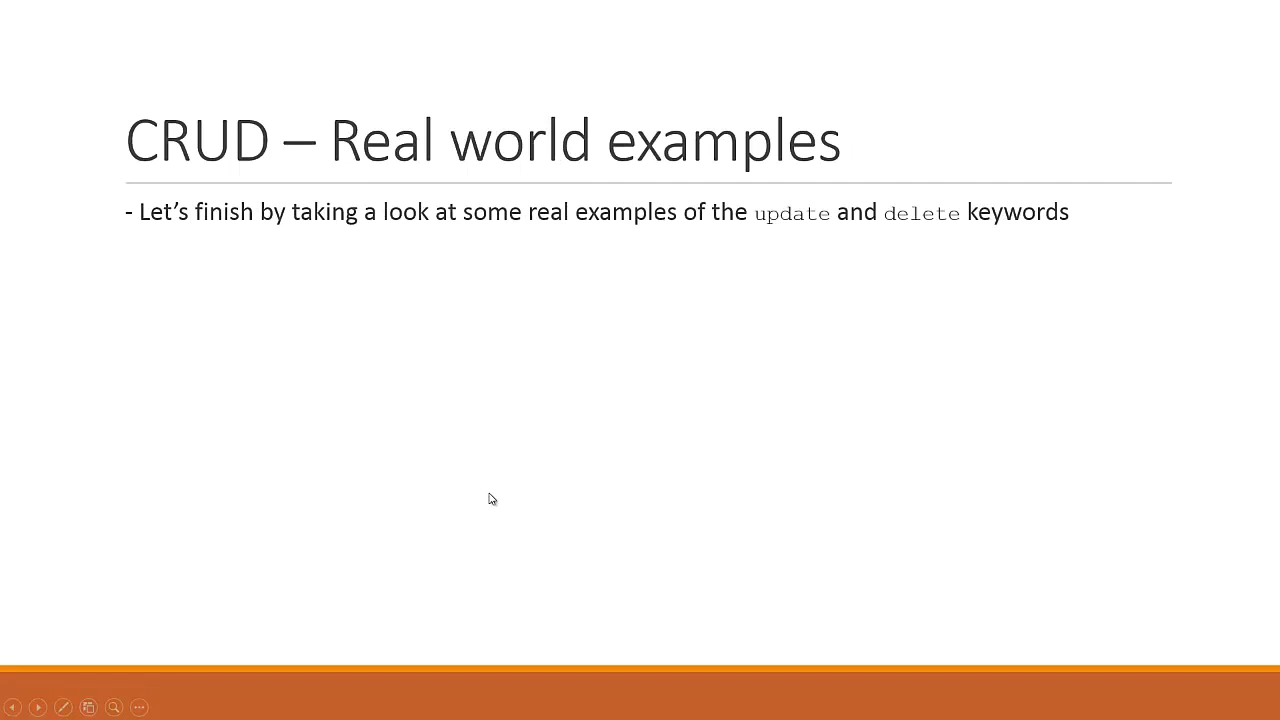 CRUD – Real world examples
- Let’s finish by taking a look at some real examples of the update and delete keywords